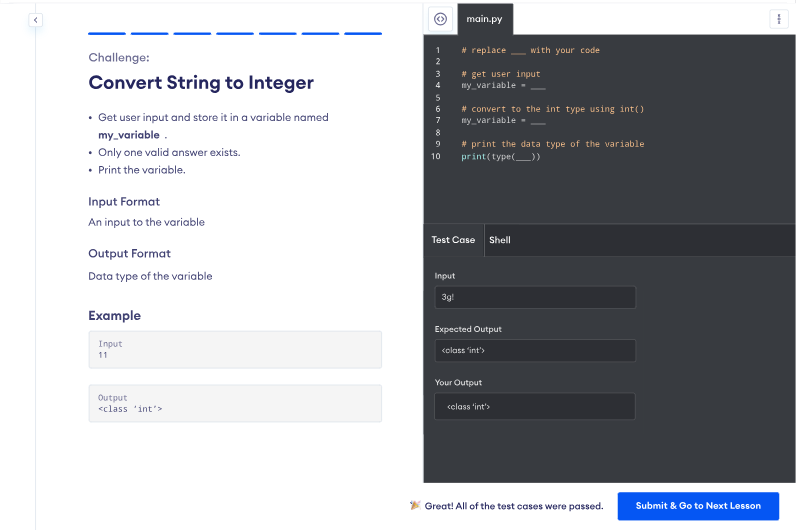 Challenge:
Convert String to Integer
• Get user input and store it in a variable named
my_variable .
• Only one valid answer exists.
• Print the variable.
Input Format
An input to the variable
Output Format
Data type of the variable
Example
Input
11
Output
<class 'int'>
main.py
1 # replace ___ with your code
2
3 # get user input
4 my_variable = ___
5
6 # convert to the int type using int()
7 my_variable = ___
8
9 # print the data type of the variable
10 print(type(___))
Test Case
Shell
Input
3g!
Expected Output
<class 'int'>
Your Output
<class 'int'>
🎉 Great! All of the test cases were passed.
Submit & Go to Next Lesson